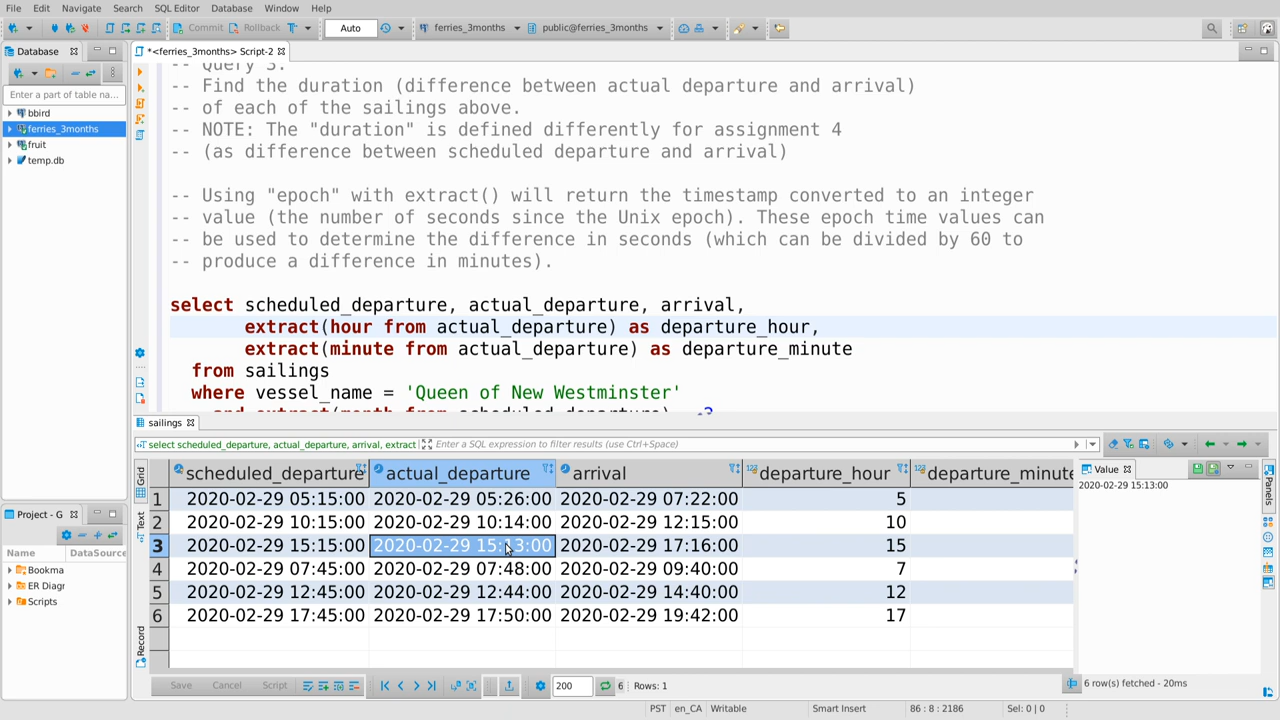 File Edit Navigate Search SQL Editor Database Window Help
Commit Rollback Auto ferries_3months public@ferries_3months
Database *<ferries_3months> Script-2
Enter a part of table na...
bbird
ferries_3months
fruit
temp.db
-- Query 3:
-- Find the duration (difference between actual departure and arrival)
-- of each of the sailings above.
-- NOTE: The "duration" is defined differently for assignment 4
-- (as difference between scheduled departure and arrival)
-- Using "epoch" with extract() will return the timestamp converted to an integer
-- value (the number of seconds since the Unix epoch). These epoch time values can
-- be used to determine the difference in seconds (which can be divided by 60 to
-- produce a difference in minutes).
select scheduled_departure, actual_departure, arrival,
extract(hour from actual_departure) as departure_hour,
extract(minute from actual_departure) as departure_minute
from sailings
where vessel_name = 'Queen of New Westminster'
and extract(month from scheduled_departure)
sailings
select scheduled_departure, actual_departure, arrival, extract Enter a SQL expression to filter results (use Ctrl+Space)
Grid
Text
Record
scheduled_departure actual_departure arrival departure_hour departure_minute
1 2020-02-29 05:15:00 2020-02-29 05:26:00 2020-02-29 07:22:00 5
2 2020-02-29 10:15:00 2020-02-29 10:14:00 2020-02-29 12:15:00 10
3 2020-02-29 15:15:00 2020-02-29 15:13:00 2020-02-29 17:16:00 15
4 2020-02-29 07:45:00 2020-02-29 07:48:00 2020-02-29 09:40:00 7
5 2020-02-29 12:45:00 2020-02-29 12:44:00 2020-02-29 14:40:00 12
6 2020-02-29 17:45:00 2020-02-29 17:50:00 2020-02-29 19:42:00 17
Value
2020-02-29 15:13:00
Panels
Project - G
Name DataSource
Bookma
ER Diagr
Scripts
Save Cancel Script 200 6 Rows: 1 6 row(s) fetched - 20ms
PST en_CA Writable Smart Insert 86 : 8 : 2186 Sel: 0 | 0